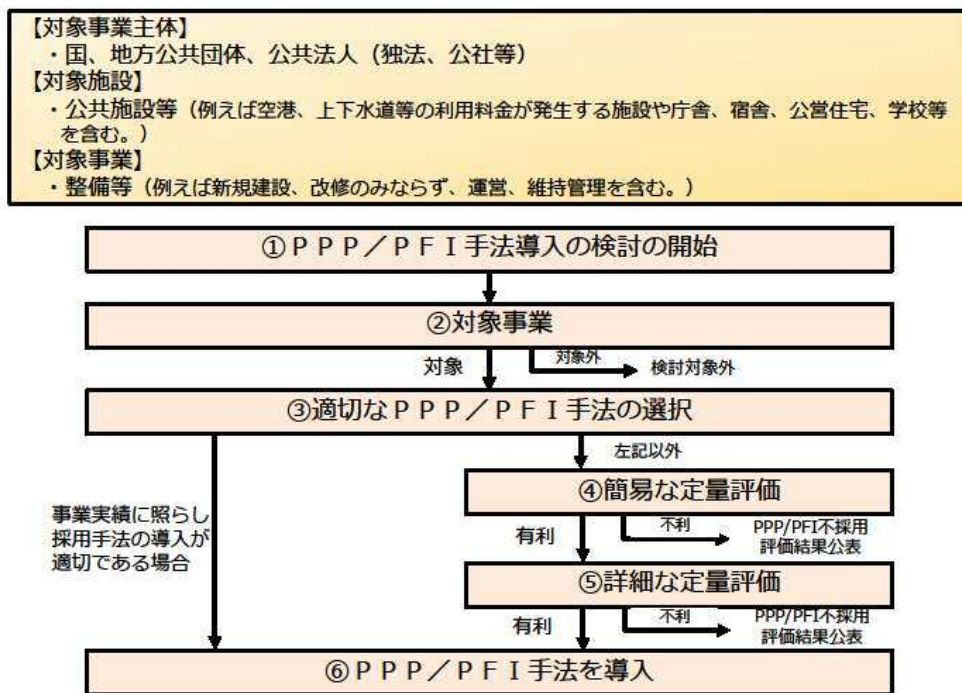 【対象事業主体】
・国、地方公共団体、公共法人（独法、公社等）
【対象施設】
・公共施設等（例えば空港、上下水道等の利用料金が発生する施設や庁舎、宿舎、公営住宅、学校等
を含む。）
【対象事業】
・整備等（例えば新規建設、改修のみならず、運営、維持管理を含む。）
①ＰＰＰ／ＰＦＩ手法導入の検討の開始
②対象事業
対象
対象外
検討対象外
③適切なＰＰＰ／ＰＦＩ手法の選択
左記以外
事業実績に照らし
採用手法の導入が
適切である場合
④簡易な定量評価
有利
不利
PPP/PFI不採用
評価結果公表
⑤詳細な定量評価
有利
不利
PPP/PFI不採用
評価結果公表
⑥ＰＰＰ／ＰＦＩ手法を導入